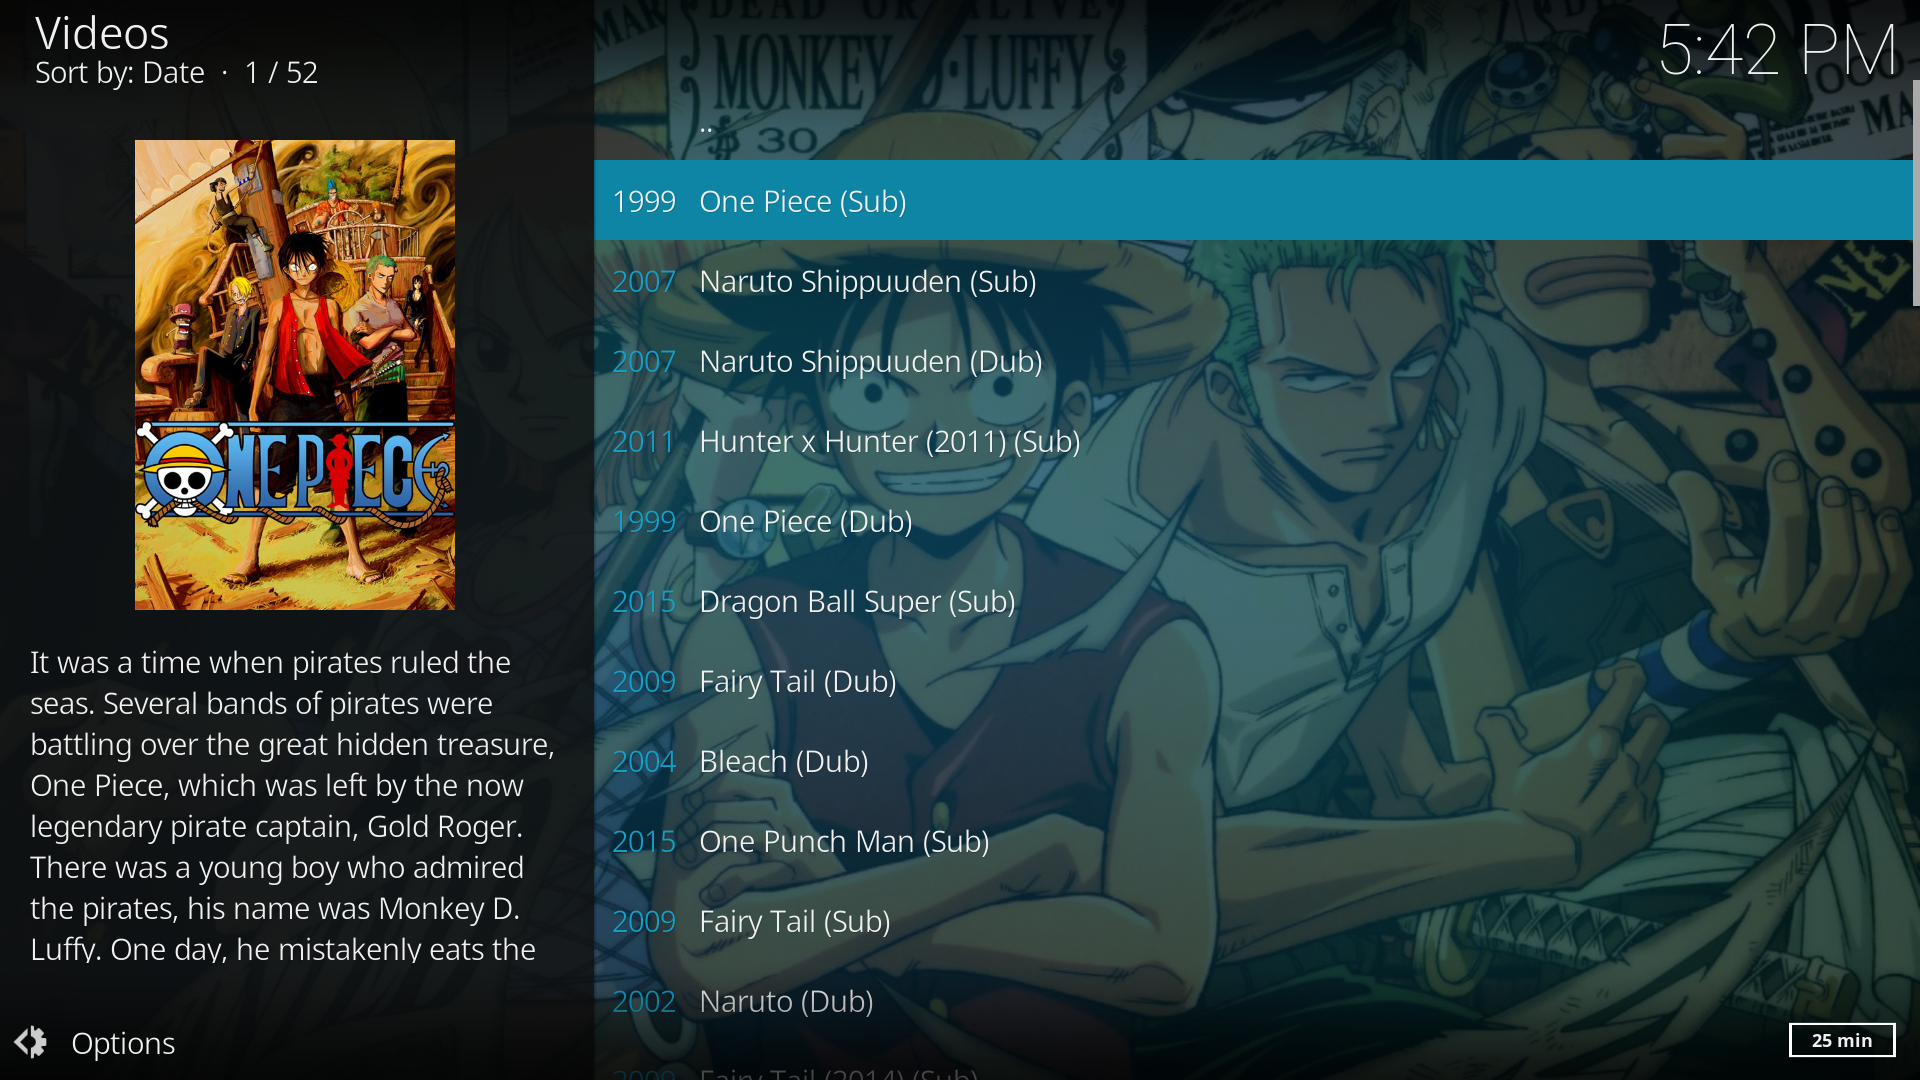 Videos
Sort by: Date · 1 / 52
5:42 PM
DEAD OR ALIVE
MONKEY D. LUFFY
..
1999 One Piece (Sub)
2007 Naruto Shippuuden (Sub)
2007 Naruto Shippuuden (Dub)
2011 Hunter x Hunter (2011) (Sub)
1999 One Piece (Dub)
2015 Dragon Ball Super (Sub)
2009 Fairy Tail (Dub)
2004 Bleach (Dub)
2015 One Punch Man (Sub)
2009 Fairy Tail (Sub)
2002 Naruto (Dub)
2009 Fairy Tail (2014) (Sub)
ONE PIECE
It was a time when pirates ruled the
seas. Several bands of pirates were
battling over the great hidden treasure,
One Piece, which was left by the now
legendary pirate captain, Gold Roger.
There was a young boy who admired
the pirates, his name was Monkey D.
Luffy. One day, he mistakenly eats the
Options
25 min